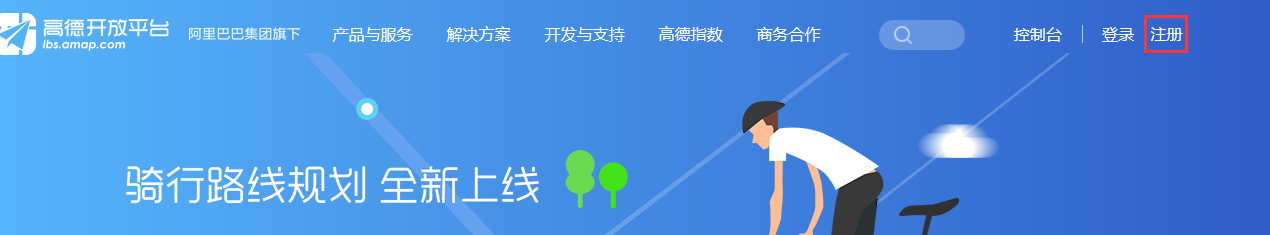 高德开放平台
lbs.amap.com
阿里巴巴集团旗下 产品与服务 解决方案 开发与支持 高德指数 商务合作 控制台 登录 注册
骑行路线规划 全新上线